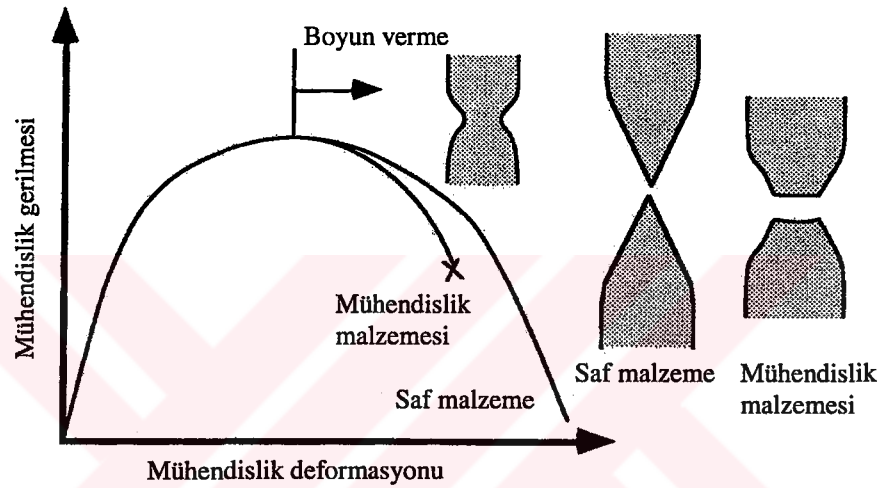 Boyun verme
Mühendislik gerilmesi
Mühendislik
malzemesi
Saf malzeme
Saf malzeme
Mühendislik
malzemesi
Mühendislik deformasyonu